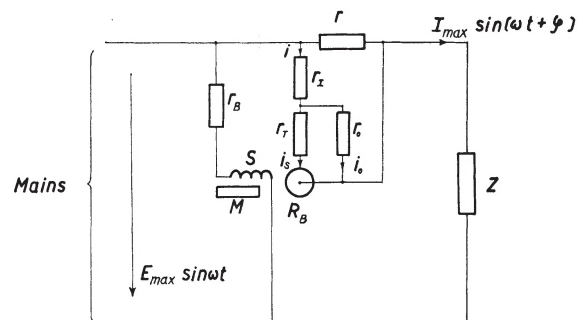 r
I_max sin(ωt + φ)
i
r_I
r_B
r_T
r_o
S
i_s
i_o
Mains
M
R_B
Z
E_max sinωt